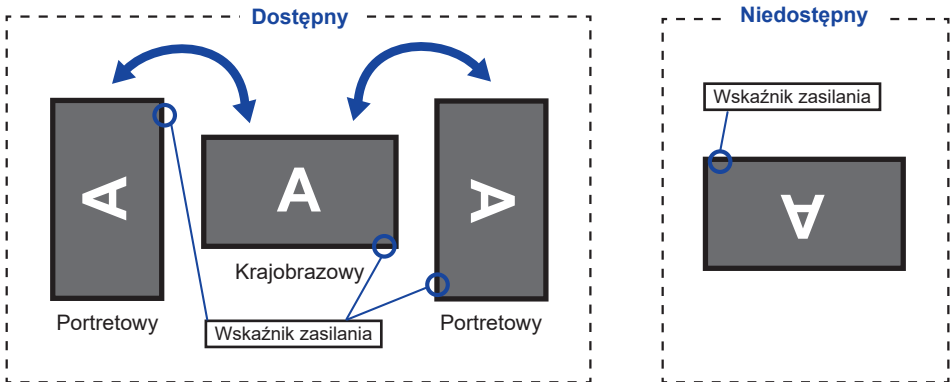 Dostępny
A
A
A
Krajobrazowy
Portretowy
Wskaźnik zasilania
Portretowy
Niedostępny
Wskaźnik zasilania
A